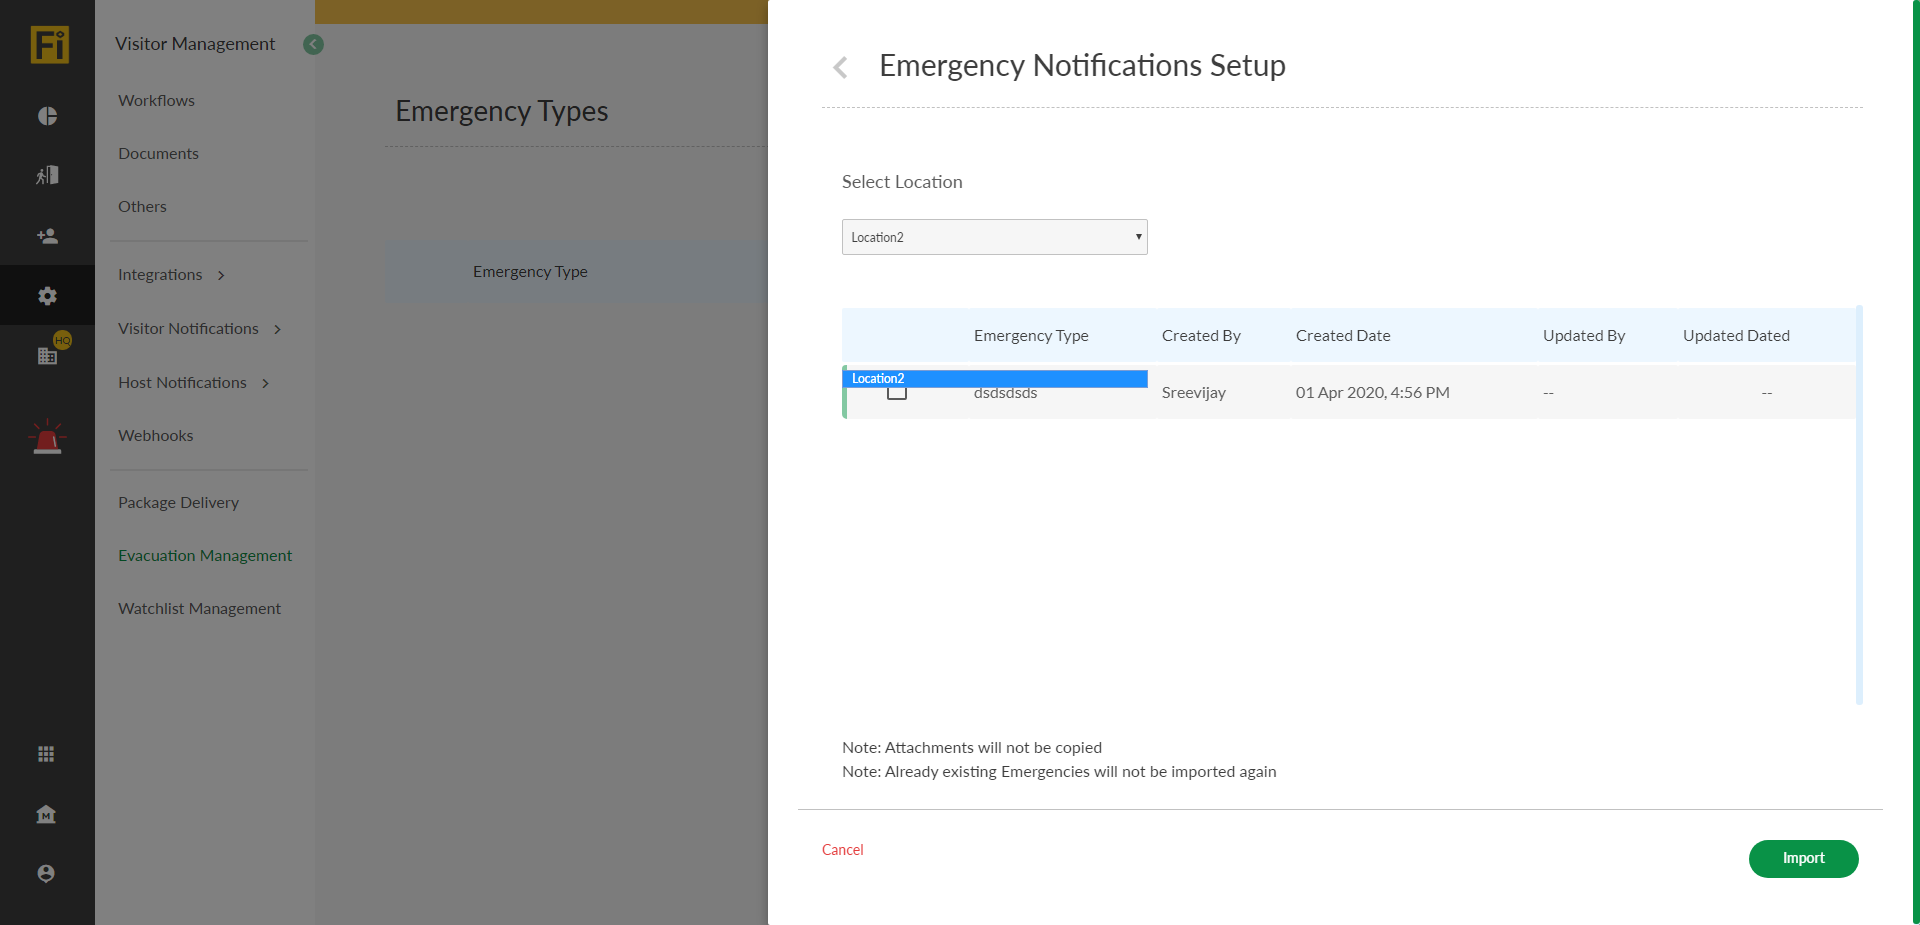 Fi
Visitor Management
Workflows
Documents
Others
Integrations
Visitor Notifications
Host Notifications
Webhooks
Package Delivery
Evacuation Management
Watchlist Management
HQ
M
Emergency Types
Emergency Type
Emergency Notifications Setup
Select Location
Location2
Emergency Type Created By Created Date Updated By Updated Dated
Location2
dsdsdsds Sreevijay 01 Apr 2020, 4:56 PM -- --
Note: Attachments will not be copied
Note: Already existing Emergencies will not be imported again
Cancel
Import